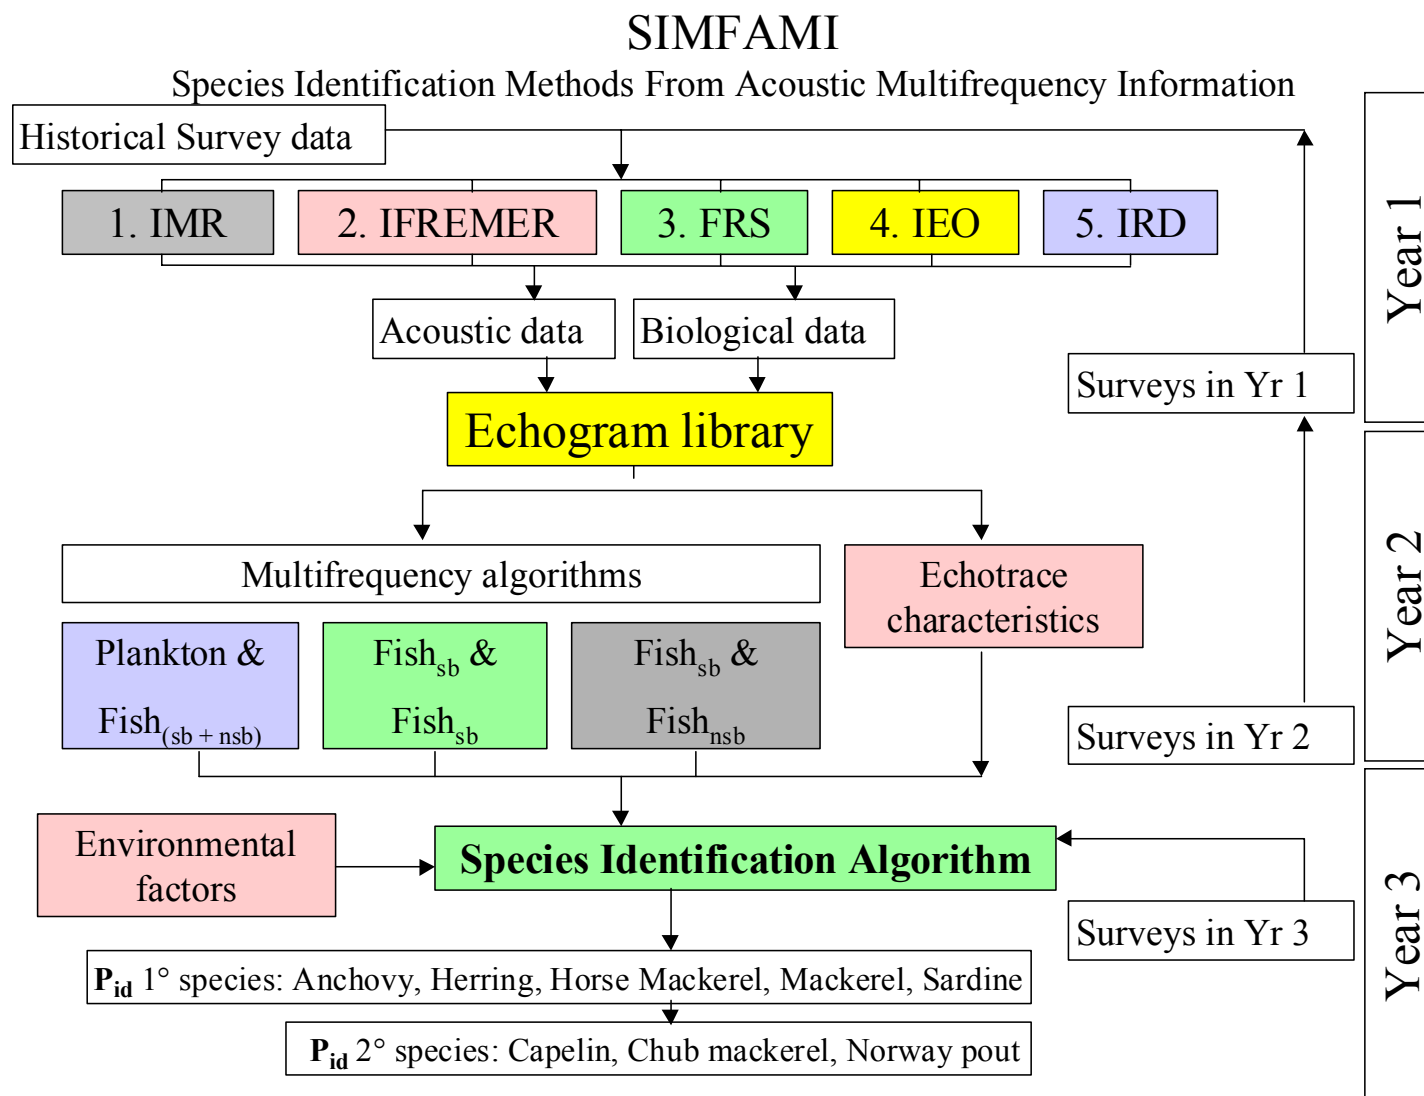 SIMFAMI
Species Identification Methods From Acoustic Multifrequency Information
Historical Survey data
1. IMR
2. IFREMER
3. FRS
4. IEO
5. IRD
Year 1
Acoustic data
Biological data
Surveys in Yr 1
Echogram library
Multifrequency algorithms
Echotrace
characteristics
Year 2
Plankton &
Fish(sb + nsb)
Fishsb &
Fishsb
Fishsb &
Fishnsb
Surveys in Yr 2
Environmental
factors
Species Identification Algorithm
Surveys in Yr 3
Year 3
Pid 1° species: Anchovy, Herring, Horse Mackerel, Mackerel, Sardine
Pid 2° species: Capelin, Chub mackerel, Norway pout